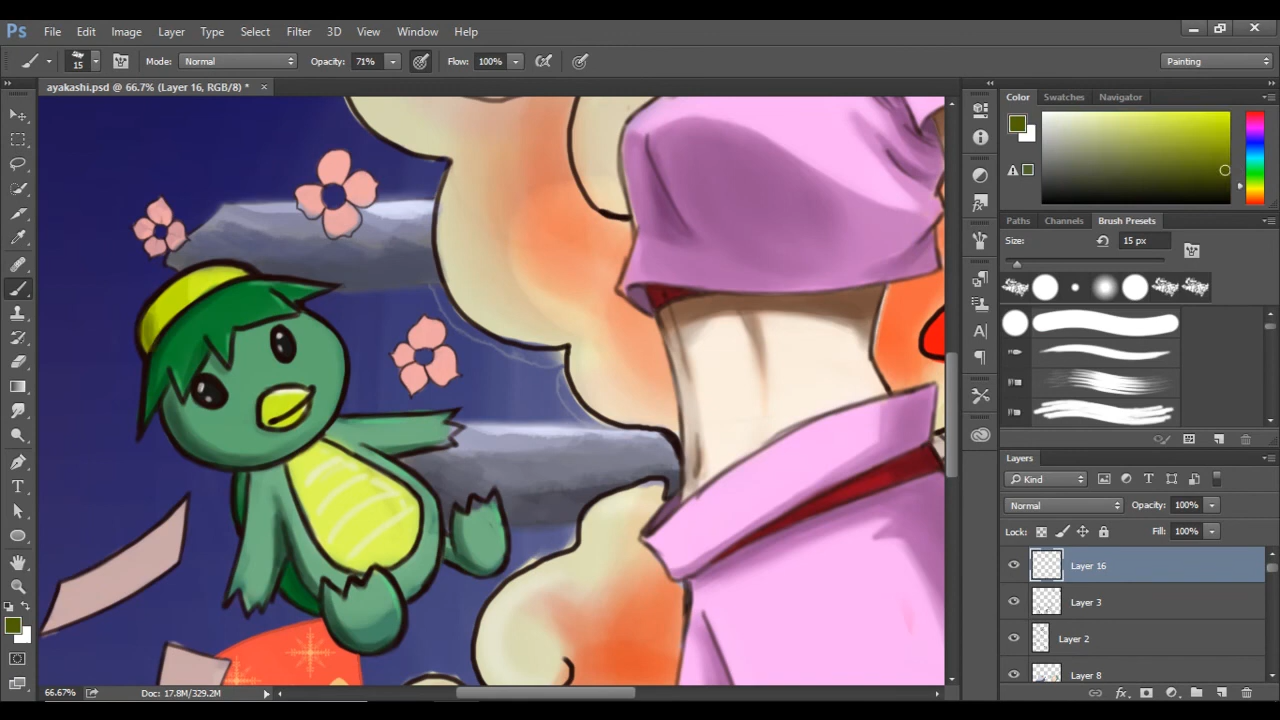 Ps File Edit Image Layer Type Select Filter 3D View Window Help
15 Mode: Normal Opacity: 71% Flow: 100% Painting
ayakashi.psd @ 66.7% (Layer 16, RGB/8) *
Color Swatches Navigator
Paths Channels Brush Presets
Size: 15 px
Layers
Kind
Normal Opacity: 100%
Lock: Fill: 100%
Layer 16
Layer 3
Layer 2
Layer 8
66.67% Doc: 17.8M/329.2M